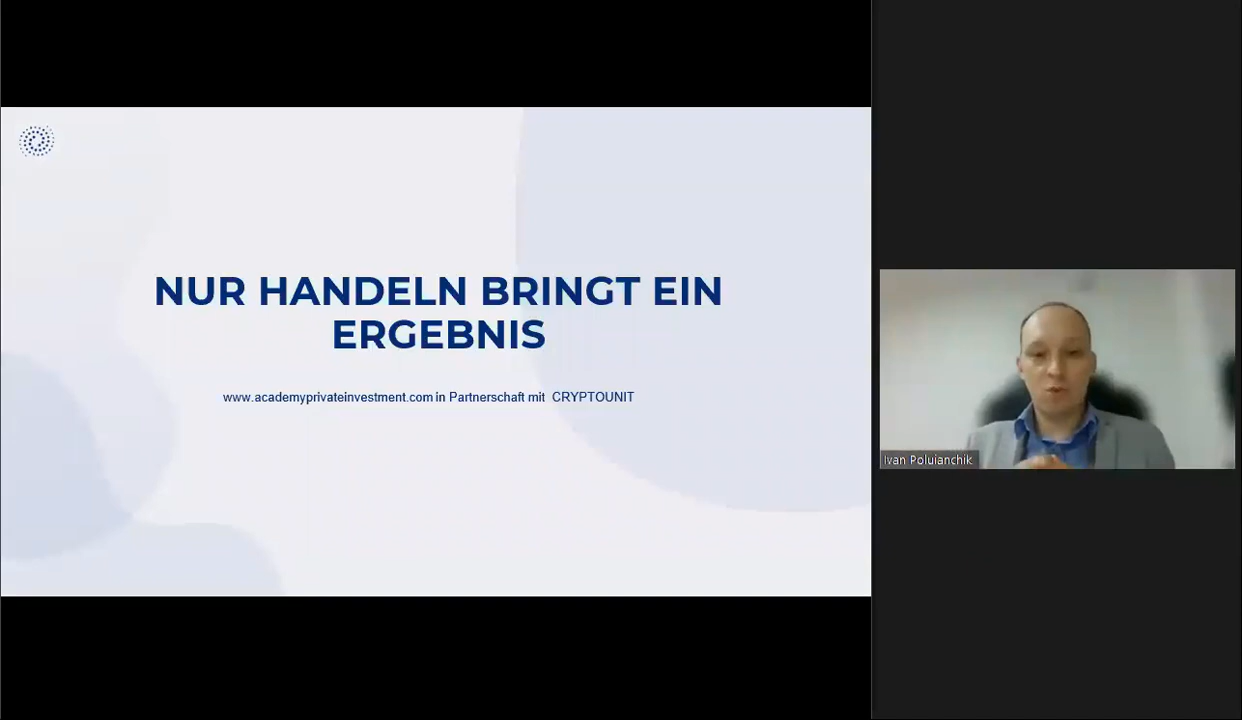 NUR HANDELN BRINGT EIN
ERGEBNIS
www.academyprivateinvestment.com in Partnerschaft mit CRYPTOUNIT
Ivan Poluianchik